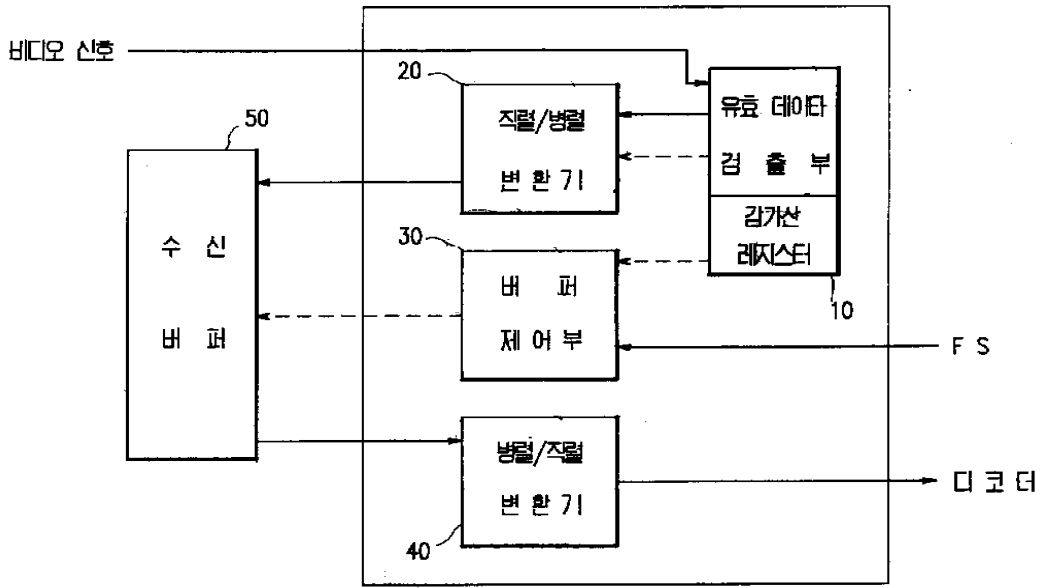 비디오 신호
20
직렬/병렬
변 환 기
유효 데이타
검 출 부
감가산
레지스터
10
50
수 신
버 퍼
30
버 퍼
제 어 부
F S
병렬/직렬
변 환 기
40
디 코 더